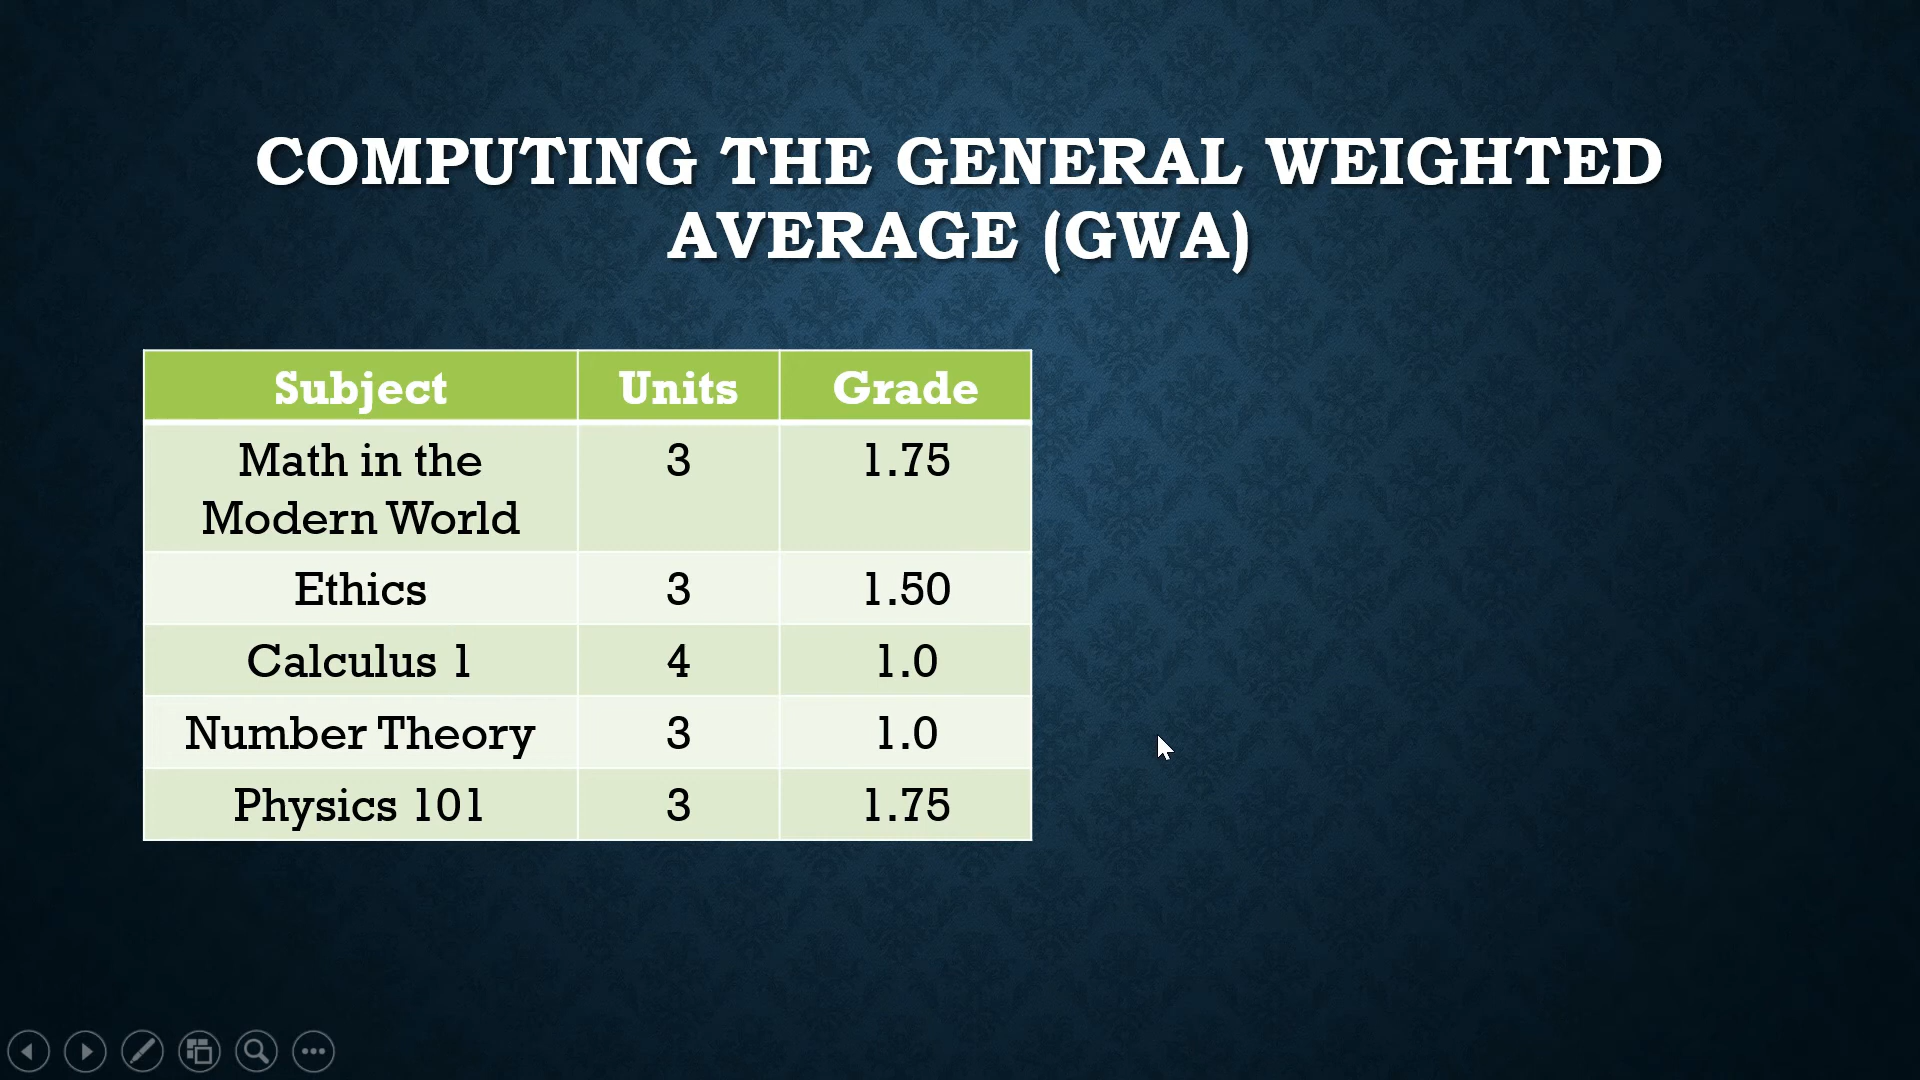 COMPUTING THE GENERAL WEIGHTED
AVERAGE (GWA)
Subject Units Grade
Math in the
Modern World 3 1.75
Ethics 3 1.50
Calculus 1 4 1.0
Number Theory 3 1.0
Physics 101 3 1.75